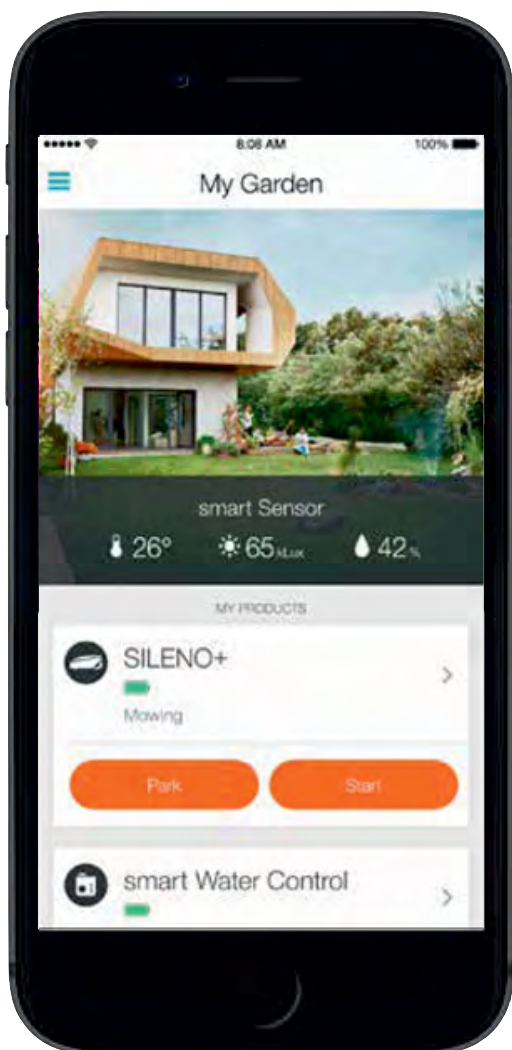 8:08 AM 100%
My Garden
smart Sensor
26° 65 kLux 42 %
MY PRODUCTS
SILENO+
Mowing
Park Start
smart Water Control